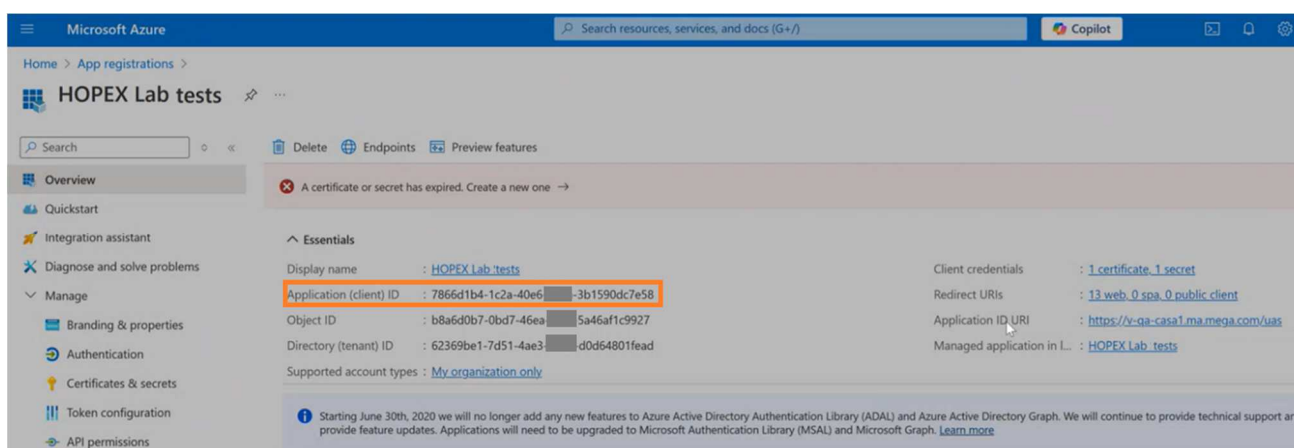 Microsoft Azure
Search resources, services, and docs (G+/)
Copilot
Home > App registrations >
HOPEX Lab tests
Search
Delete
Endpoints
Preview features
Overview
A certificate or secret has expired. Create a new one →
Quickstart
Integration assistant
Diagnose and solve problems
Manage
Branding & properties
Authentication
Certificates & secrets
Token configuration
API permissions
Essentials
Display name : HOPEX Lab tests
Application (client) ID : 7866d1b4-1c2a-40e6 -3b1590dc7e58
Object ID : b8a6d0b7-0bd7-46ea- 5a46af1c9927
Directory (tenant) ID : 62369be1-7d51-4ae3- -d0d64801fead
Supported account types : My organization only
Client credentials : 1 certificate, 1 secret
Redirect URIs : 13 web, 0 spa, 0 public client
Application ID URI : https://v-qa-casa1.ma.mega.com/uas
Managed application in l... : HOPEX Lab tests
Starting June 30th, 2020 we will no longer add any new features to Azure Active Directory Authentication Library (ADAL) and Azure Active Directory Graph. We will continue to provide technical support
provide feature updates. Applications will need to be upgraded to Microsoft Authentication Library (MSAL) and Microsoft Graph. Learn more